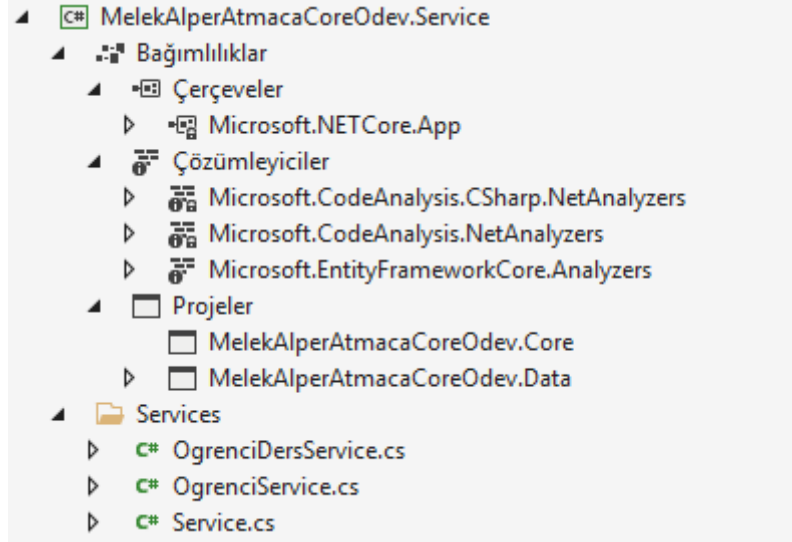 C# MelekAlperAtmacaCoreOdev.Service
Bağımlılıklar
Çerçeveler
Microsoft.NETCore.App
Çözümleyiciler
Microsoft.CodeAnalysis.CSharp.NetAnalyzers
Microsoft.CodeAnalysis.NetAnalyzers
Microsoft.EntityFrameworkCore.Analyzers
Projeler
MelekAlperAtmacaCoreOdev.Core
MelekAlperAtmacaCoreOdev.Data
Services
C# OgrenciDersService.cs
C# OgrenciService.cs
C# Service.cs